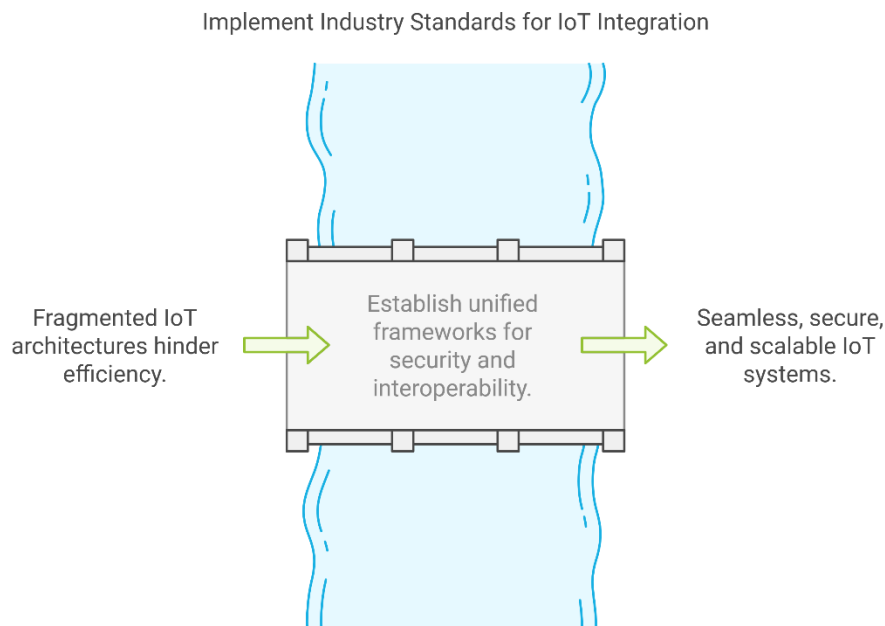 Implement Industry Standards for IoT Integration
Fragmented IoT
architectures hinder
efficiency.
Establish unified
frameworks for
security and
interoperability.
Seamless, secure,
and scalable IoT
systems.